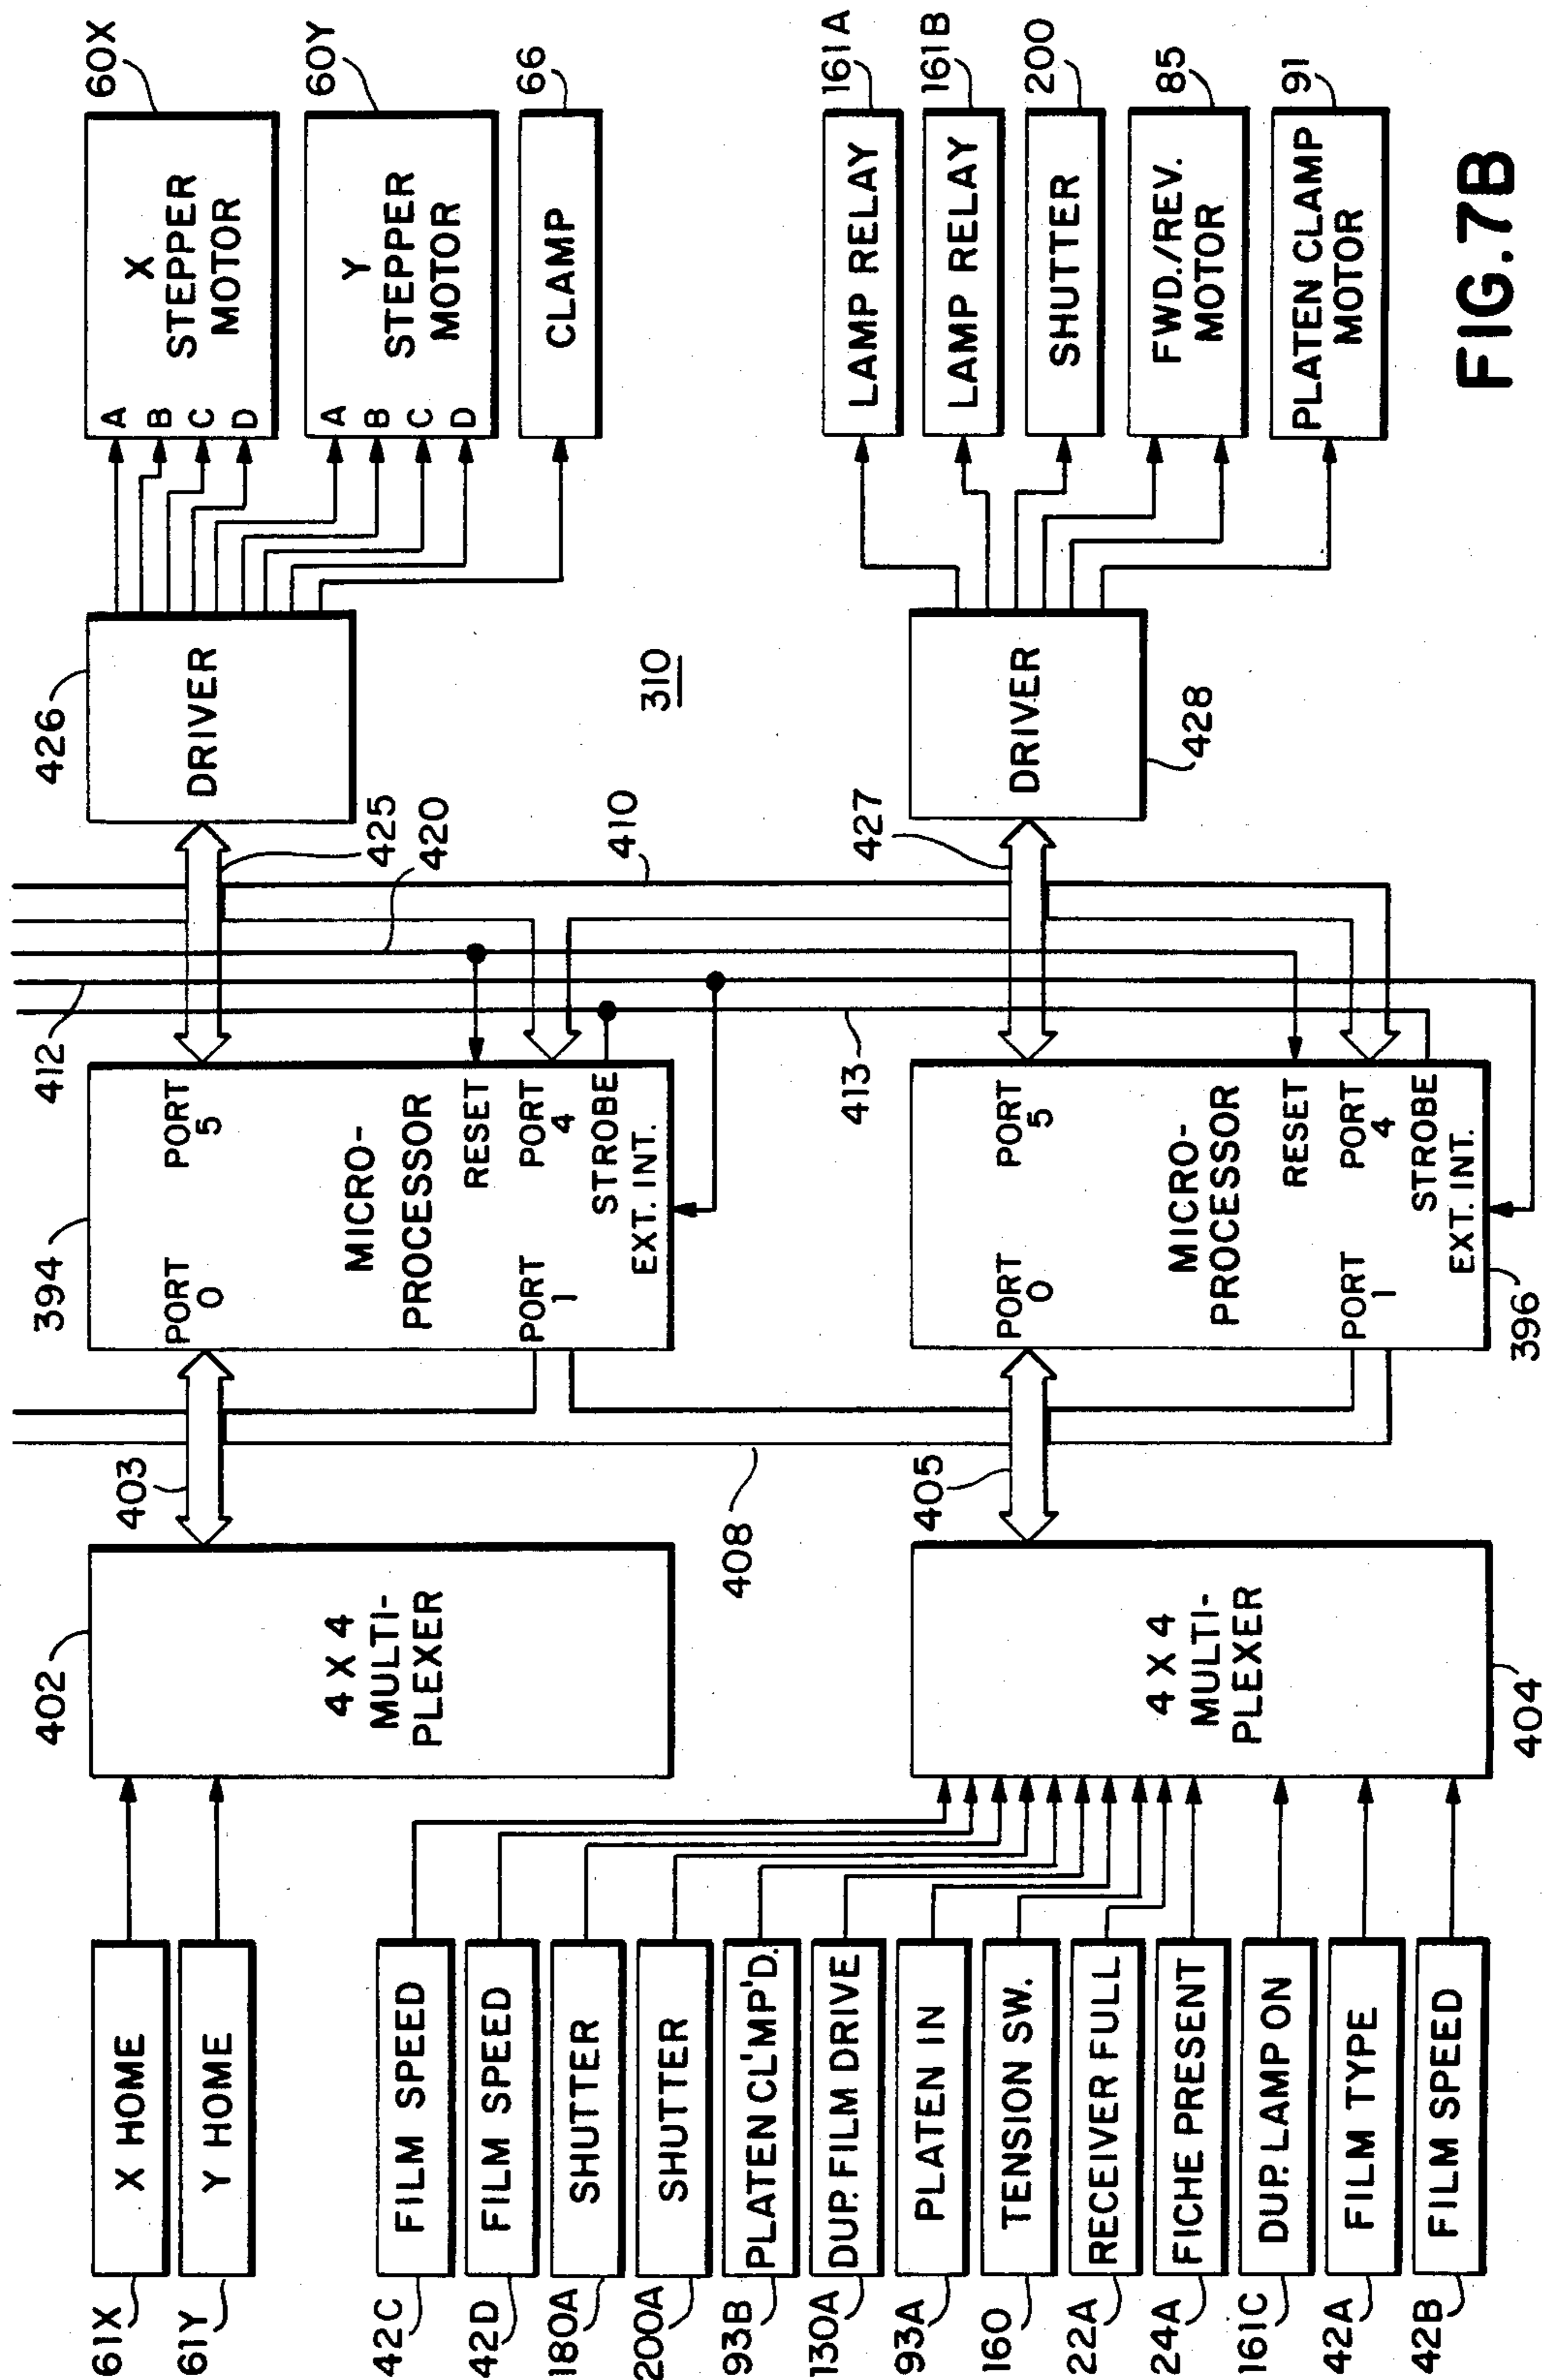 61X
X HOME
61Y
Y HOME
42C
FILM SPEED
42D
FILM SPEED
180A
SHUTTER
200A
SHUTTER
93B
PLATEN CL'MP'D.
130A
DUP. FILM DRIVE
93A
PLATEN IN
160
TENSION SW.
22A
RECEIVER FULL
24A
FICHE PRESENT
161C
DUP. LAMP ON
42A
FILM TYPE
42B
FILM SPEED
402
4 X 4
MULTI-
PLEXER
404
4 X 4
MULTI-
PLEXER
403
405
408
394
PORT
0
PORT
5
MICRO-
PROCESSOR
RESET
PORT
1
PORT
4
STROBE
EXT. INT.
396
PORT
0
PORT
5
MICRO-
PROCESSOR
RESET
PORT
1
PORT
4
STROBE
EXT. INT.
412
413
425
420
410
427
426
DRIVER
310
428
DRIVER
60X
A
B
C
D
X
STEPPER
MOTOR
60Y
A
B
C
D
Y
STEPPER
MOTOR
66
CLAMP
161A
LAMP RELAY
161B
LAMP RELAY
200
SHUTTER
85
FWD./REV.
MOTOR
91
PLATEN CLAMP
MOTOR
FIG. 7B